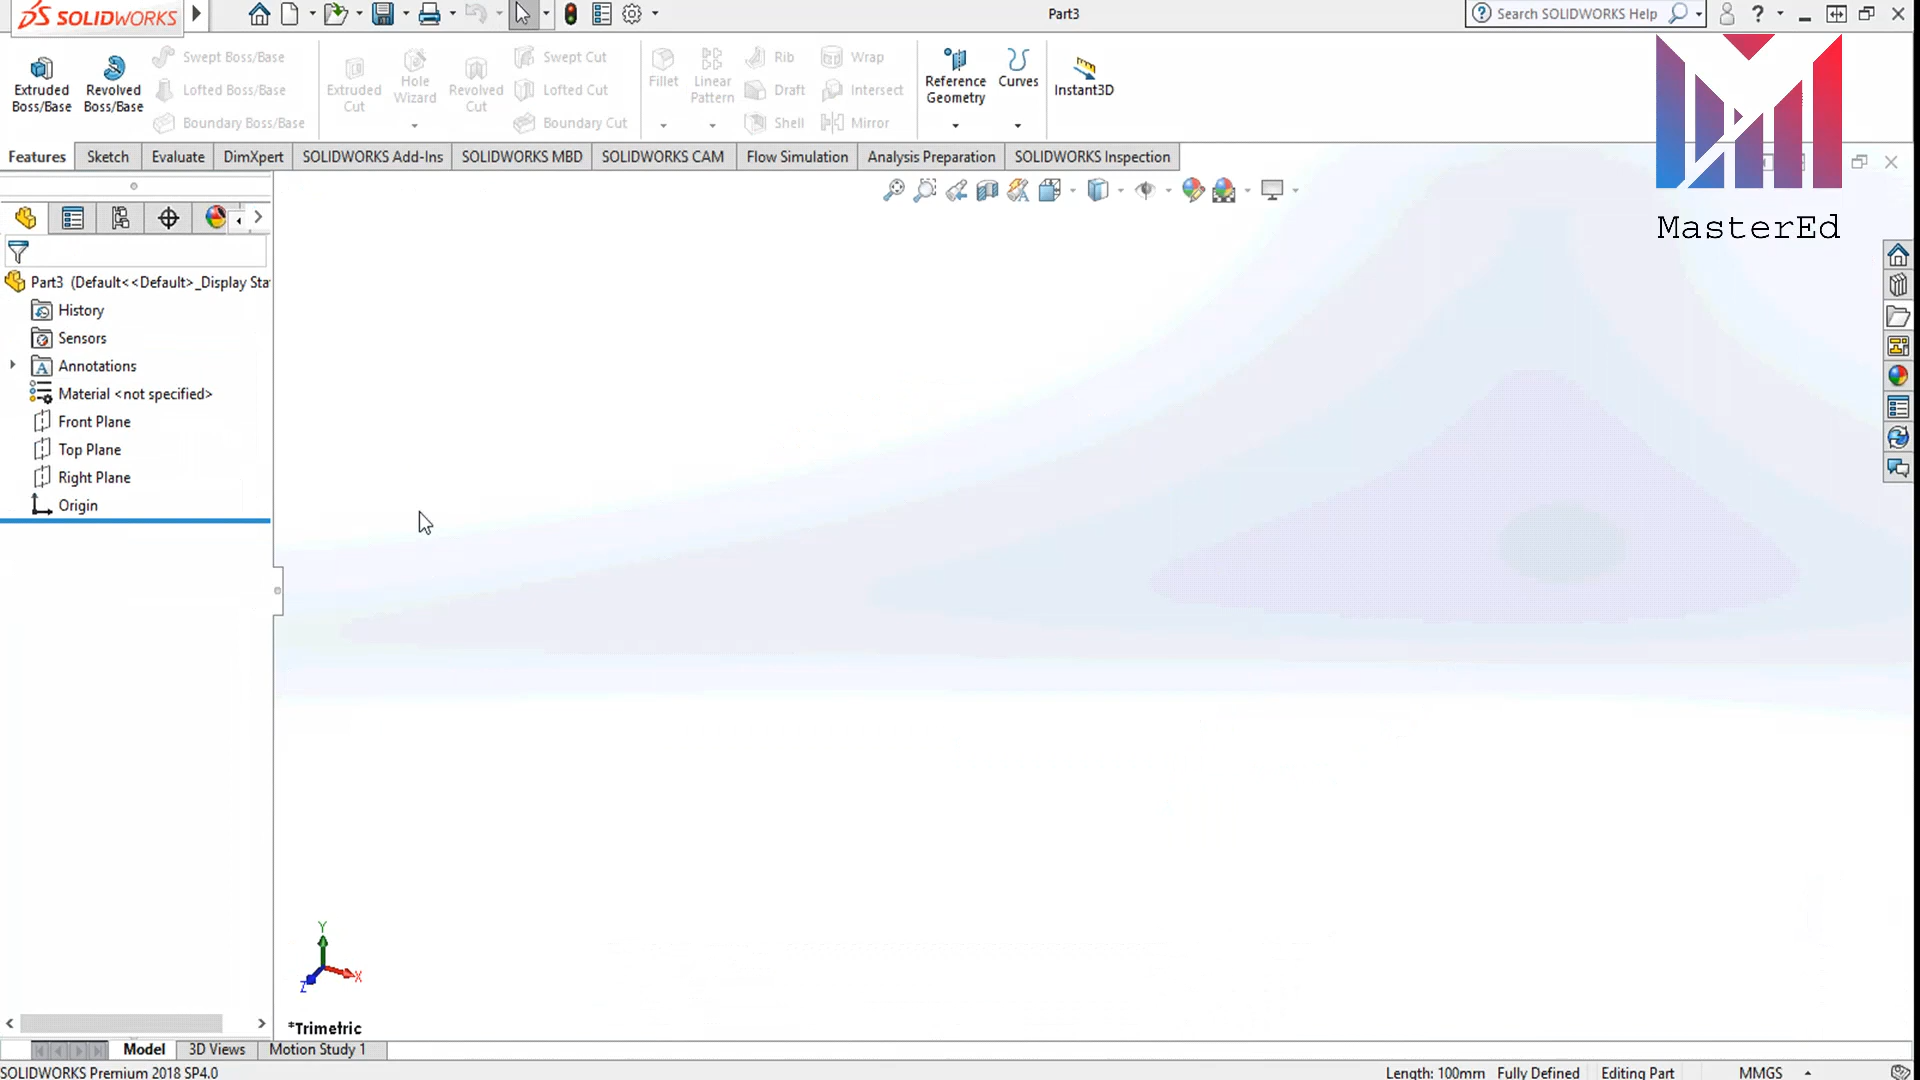 SOLIDWORKS
Part3
Search SOLIDWORKS Help
?
Extruded
Boss/Base
Revolved
Boss/Base
Swept Boss/Base
Lofted Boss/Base
Boundary Boss/Base
Extruded
Cut
Hole
Wizard
Revolved
Cut
Swept Cut
Lofted Cut
Boundary Cut
Fillet
Linear
Pattern
Rib
Draft
Shell
Wrap
Intersect
Mirror
Reference
Geometry
Curves
Instant3D
Features
Sketch
Evaluate
DimXpert
SOLIDWORKS Add-Ins
SOLIDWORKS MBD
SOLIDWORKS CAM
Flow Simulation
Analysis Preparation
SOLIDWORKS Inspection
MasterEd
Part3 (Default<<Default>_Display Sta
History
Sensors
Annotations
Material <not specified>
Front Plane
Top Plane
Right Plane
Origin
Y
X
Z
*Trimetric
Model
3D Views
Motion Study 1
SOLIDWORKS Premium 2018 SP4.0
Length: 100mm
Fully Defined
Editing Part
MMGS